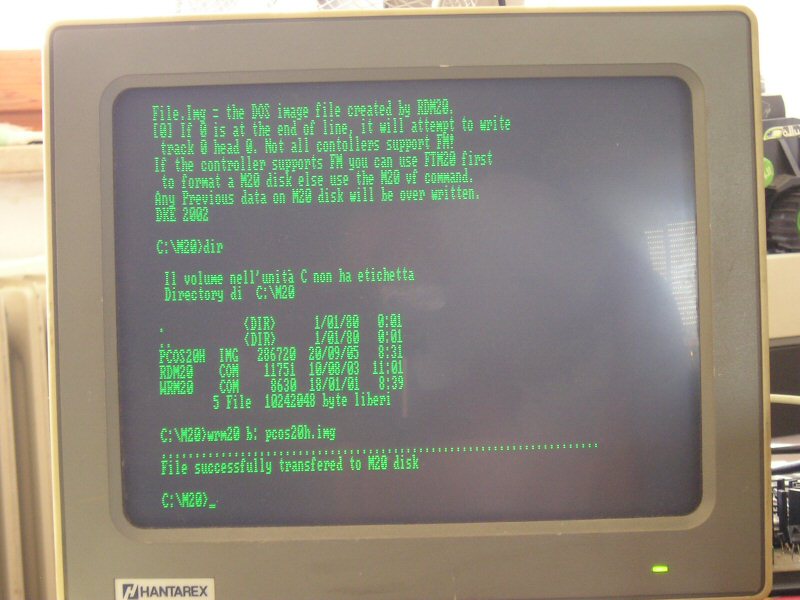 File.Img = the DOS image file created by RDM20.
[0] If 0 is at the end of line, it will attempt to write
track 0 head 0. Not all contollers support FM!
If the controller supports FM you can use FIM20 first
to format a M20 disk else use the M20 vf command.
Any Previous data on M20 disk will be over written.
DKE 2002
C:\M20>dir
Il volume nell'unità C non ha etichetta
Directory di C:\M20
. <DIR> 1/01/80 0:01
.. <DIR> 1/01/80 0:01
PCOS20H IMG 286720 20/09/05 8:31
RDM20 COM 11751 10/08/03 11:01
WRM20 COM 8630 18/01/01 8:39
5 File 10242048 byte liberi
C:\M20>wrm20 b: pcos20h.img
File successfully transfered to M20 disk
C:\M20>_
HANTAREX